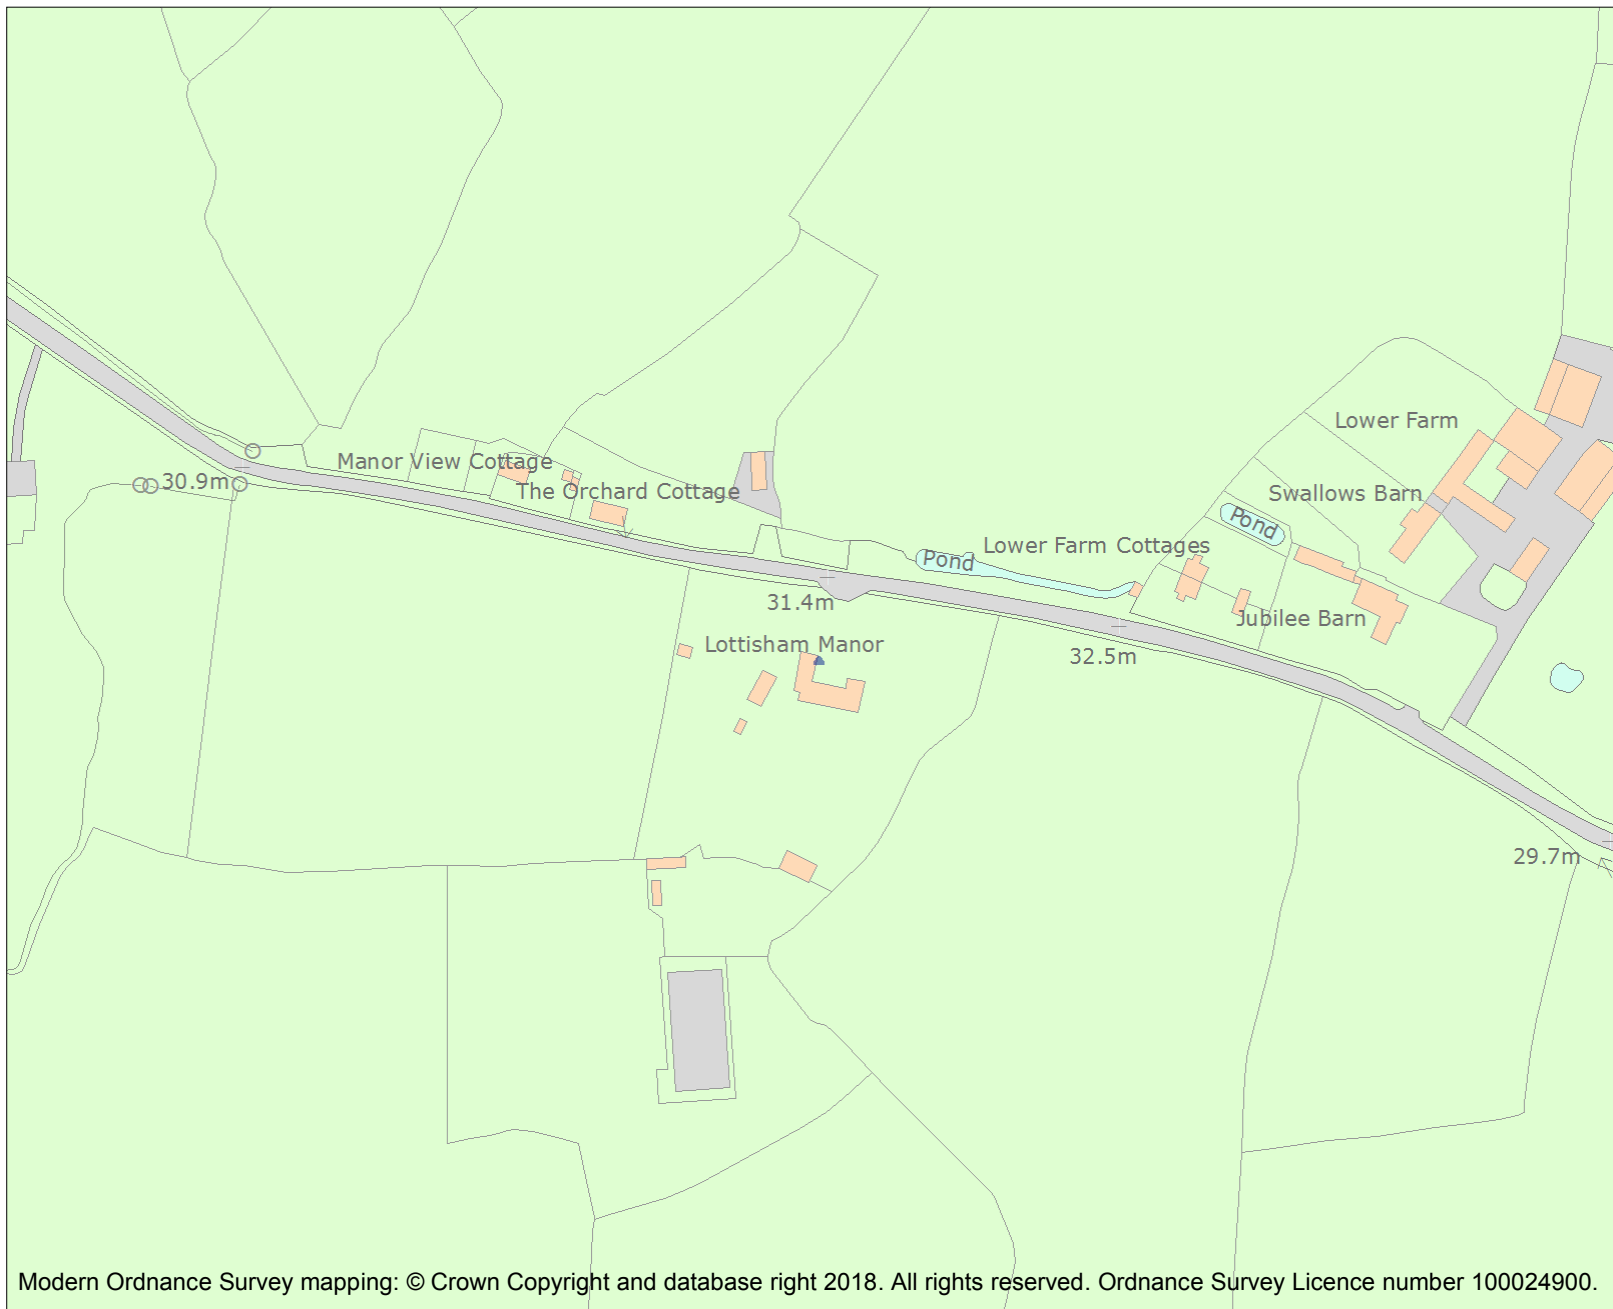 Lower Farm
Manor View Cottage
30.9m
The Orchard Cottage
Swallows Barn
Pond
Lower Farm Cottages
Pond
31.4m
Jubilee Barn
Lottisham Manor
32.5m
29.7m
Modern Ordnance Survey mapping: © Crown Copyright and database right 2018. All rights reserved. Ordnance Survey Licence number 100024900.